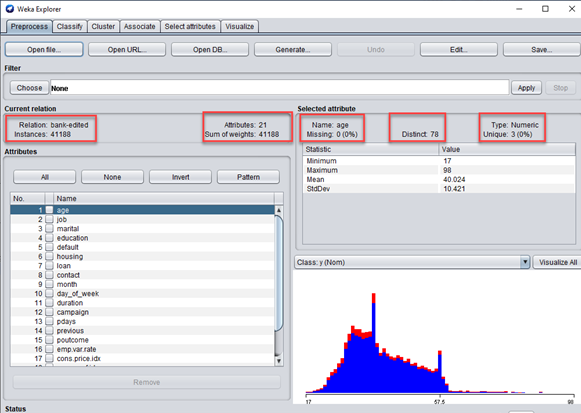 Weka Explorer
Preprocess Classify Cluster Associate Select attributes Visualize
Open file... Open URL... Open DB... Generate... Undo Edit... Save...
Filter
Choose None Apply Stop
Current relation
Relation: bank-edited Attributes: 21
Instances: 41188 Sum of weights: 41188
Selected attribute
Name: age Type: Numeric
Missing: 0 (0%) Distinct: 78 Unique: 3 (0%)
Statistic Value
Minimum 17
Maximum 98
Mean 40.024
StdDev 10.421
Attributes
All None Invert Pattern
No. Name
1 age
2 job
3 marital
4 education
5 default
6 housing
7 loan
8 contact
9 month
10 day_of_week
11 duration
12 campaign
13 pdays
14 previous
15 poutcome
16 emp.var.rate
17 cons.price.idx
Remove
Class: y (Nom) Visualize All
17 57.5 98
Status